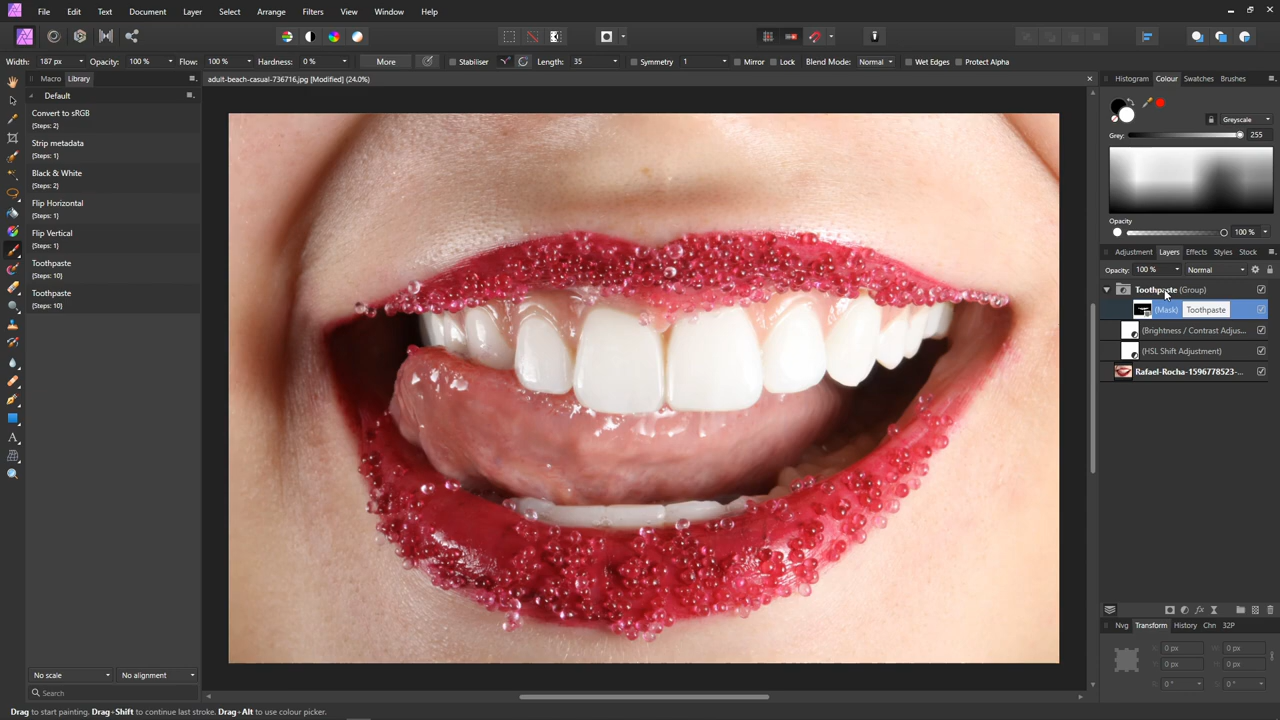 File Edit Text Document Layer Select Arrange Filters View Window Help
Width: 187 px Opacity: 100 % Flow: 100 % Hardness: 0 % More Stabiliser Length: 35 Symmetry 1 Mirror Lock Blend Mode: Normal Wet Edges Protect Alpha
Macro Library
adult-beach-casual-736716.jpg [Modified] (24.0%)
Histogram Colour Swatches Brushes
Default
Convert to sRGB
(Steps: 2)
Strip metadata
(Steps: 1)
Black & White
(Steps: 2)
Flip Horizontal
(Steps: 1)
Flip Vertical
(Steps: 1)
Toothpaste
(Steps: 10)
Toothpaste
(Steps: 10)
Greyscale
Grey: 255
Opacity
100 %
Adjustment Layers Effects Styles Stock
Opacity: 100 % Normal
Toothpaste (Group)
(Mask) Toothpaste
(Brightness / Contrast Adjus...
(HSL Shift Adjustment)
Rafael-Rocha-1596778523-...
Nvg Transform History Chn 32P
X: 0 px W: 0 px
Y: 0 px H: 0 px
R: 0 ° S: 0 °
No scale No alignment
Search
Drag to start painting. Drag+Shift to continue last stroke. Drag+Alt to use colour picker.